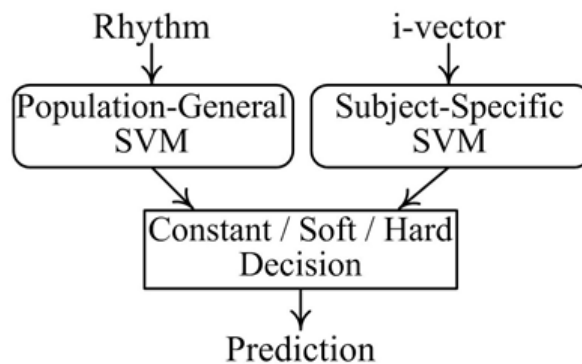 Rhythm
i-vector
Population-General
SVM
Subject-Specific
SVM
Constant / Soft / Hard
Decision
Prediction